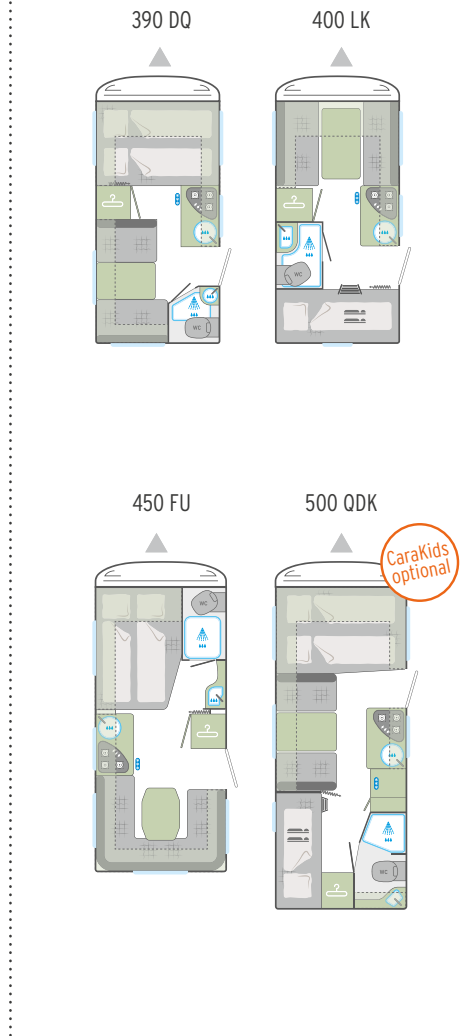 390 DQ
400 LK
WC
WC
450 FU
500 QDK
CaraKids
optional
WC
WC